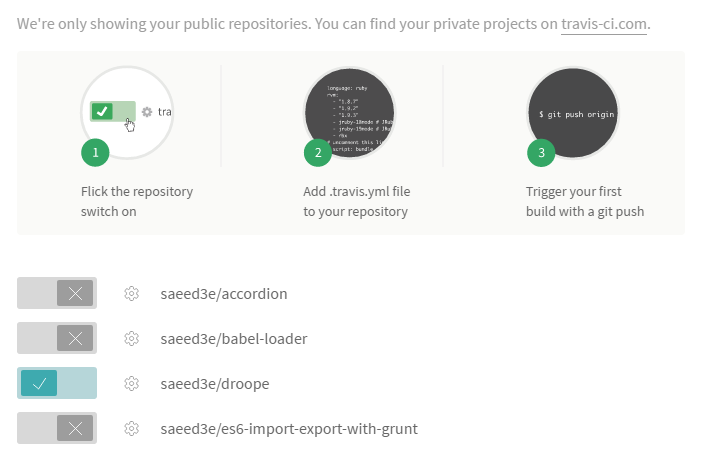 We're only showing your public repositories. You can find your private projects on travis-ci.com.
tra
language: ruby
rvm:
- "1.8.7"
- "1.9.2"
- "1.9.3"
- jruby-18mode # JRub
- jruby-19mode # JRub
- rbx
# uncomment this li
script: bundle
$ git push origin
1
2
3
Flick the repository
switch on
Add .travis.yml file
to your repository
Trigger your first
build with a git push
saeed3e/accordion
saeed3e/babel-loader
saeed3e/droope
saeed3e/es6-import-export-with-grunt